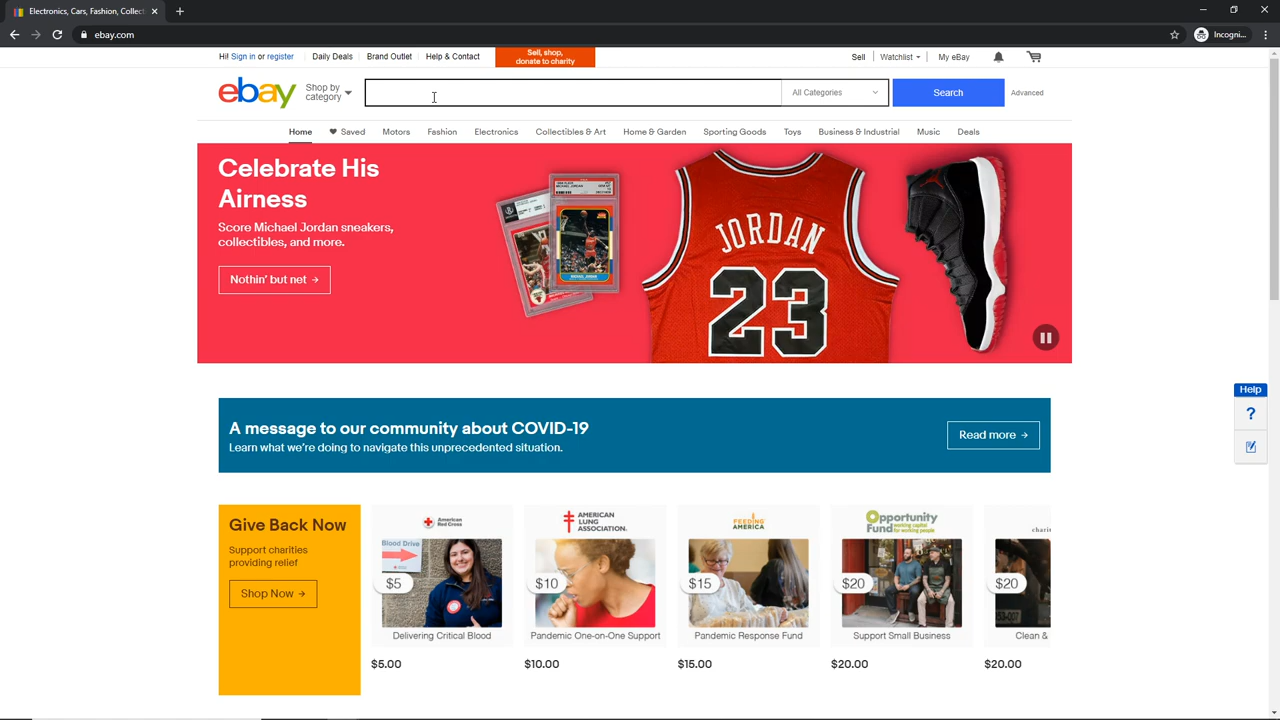 Electronics, Cars, Fashion, Collect
ebay.com
Incogni...
Hi! Sign in or register
Daily Deals
Brand Outlet
Help & Contact
Sell, shop,
donate to charity
Sell
Watchlist
My eBay
ebay
Shop by
category
All Categories
Search
Advanced
Home
Saved
Motors
Fashion
Electronics
Collectibles & Art
Home & Garden
Sporting Goods
Toys
Business & Industrial
Music
Deals
Celebrate His
Airness
Score Michael Jordan sneakers,
collectibles, and more.
Nothin' but net →
JORDAN
23
A message to our community about COVID-19
Learn what we're doing to navigate this unprecedented situation.
Read more →
Help
?
Give Back Now
Support charities
providing relief
Shop Now →
American
Red Cross
Blood Drive
$5
Delivering Critical Blood
$5.00
AMERICAN
LUNG
ASSOCIATION.
$10
Pandemic One-on-One Support
$10.00
FEEDING
AMERICA
$15
Pandemic Response Fund
$15.00
Opportunity
Fund
working capital
for working people
$20
Support Small Business
$20.00
$20
Clean &
$20.00